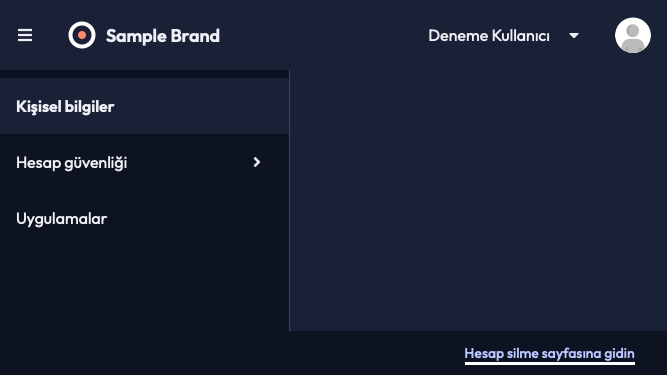 Sample Brand
Deneme Kullanıcı
Kişisel bilgiler
Hesap güvenliği
Uygulamalar
Hesap silme sayfasına gidin